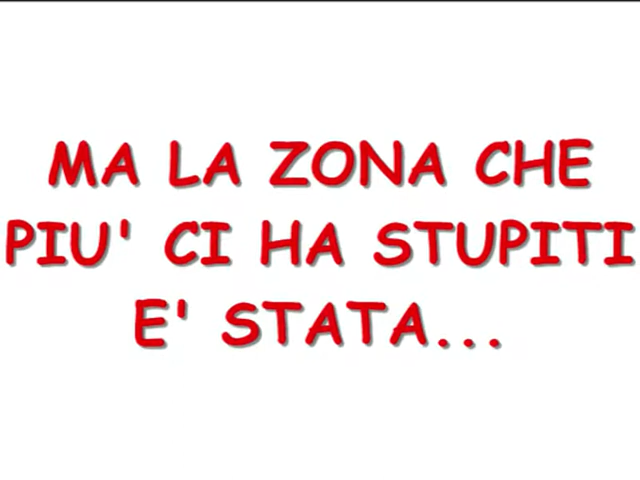 MA LA ZONA CHE
PIU' CI HA STUPITI
E' STATA...